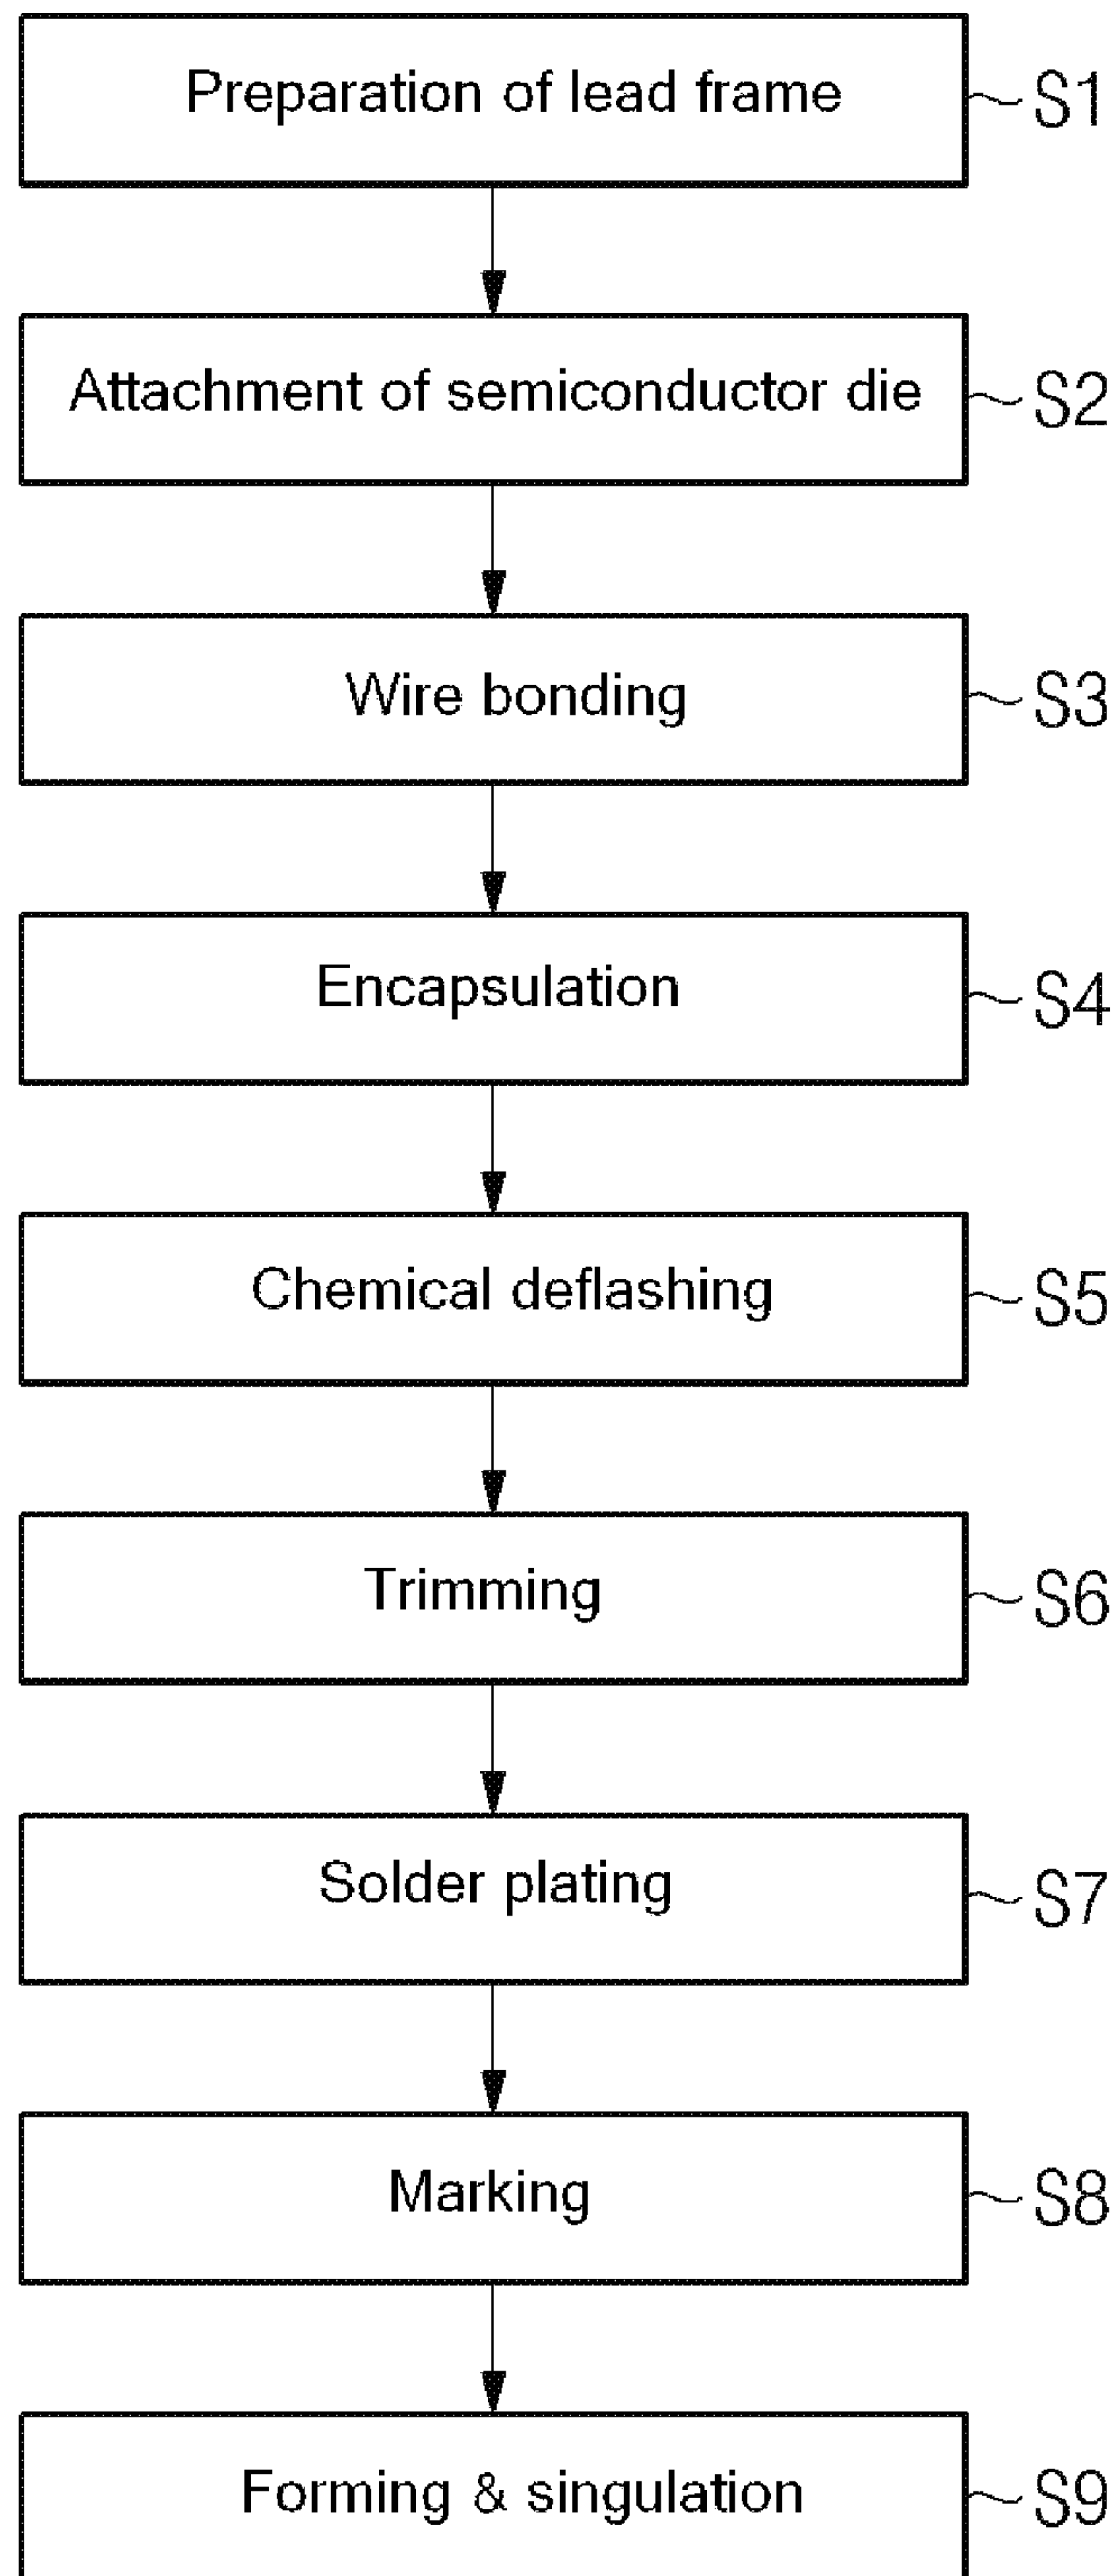 Preparation of lead frame S1
Attachment of semiconductor die S2
Wire bonding S3
Encapsulation S4
Chemical deflashing S5
Trimming S6
Solder plating S7
Marking S8
Forming & singulation S9